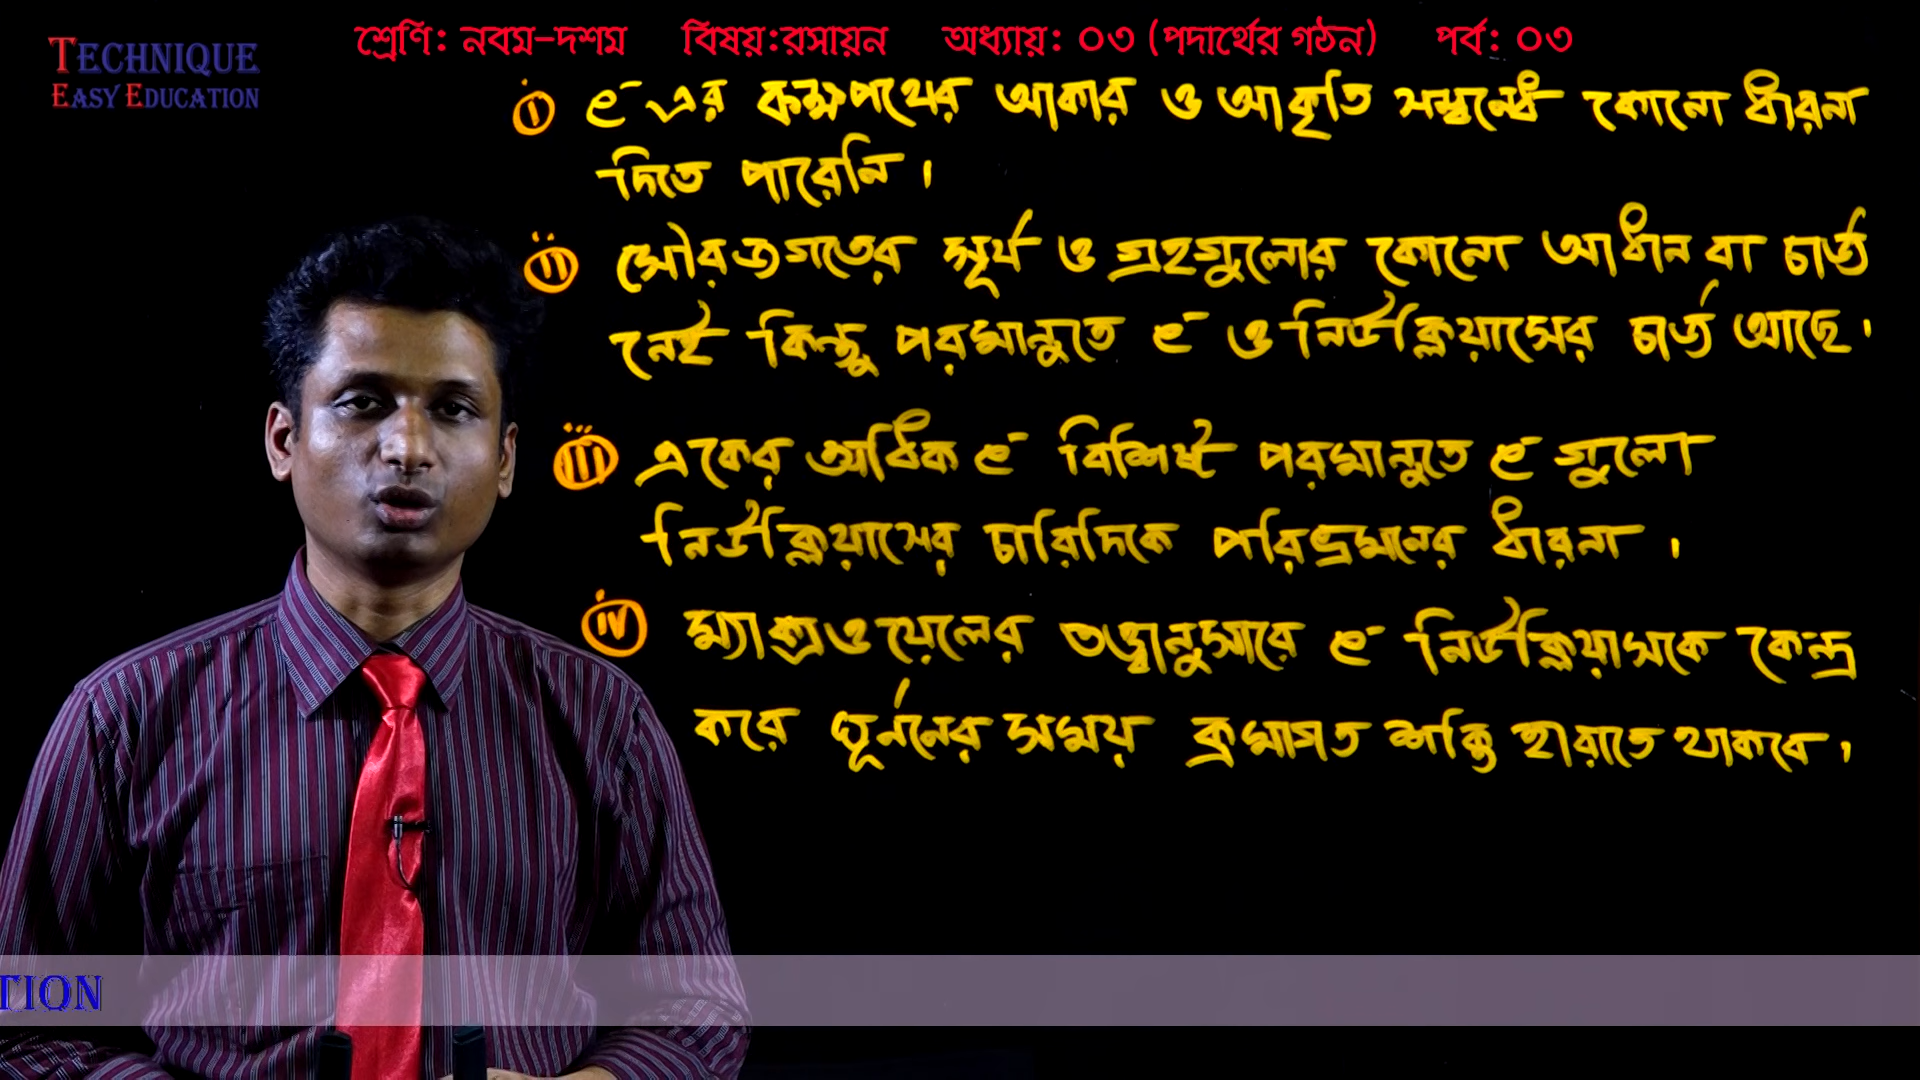 TECHNIQUE
EASY EDUCATION
শ্রেণি: নবম-দশম বিষয়:রসায়ন অধ্যায়: ০৩ (পদার্থের গঠন) পর্ব: ০৩
i e⁻ এর কক্ষপথের আকার ও আকৃতি সম্বন্ধে কোনো ধারনা
দিতে পারেনি।
ii সৌরজগতের সূর্য ও গ্রহগুলোর কোনো আধান বা চার্জ
নেই কিন্তু পরমানুতে e⁻ ও নিউক্লিয়াসের চার্জ আছে।
iii একের অধিক e⁻ বিশিষ্ট পরমানুতে e⁻ গুলো
নিউক্লিয়াসের চারিদিকে পরিভ্রমনের ধারনা।
iv ম্যাক্সওয়েলের তত্ত্বানুসারে e⁻ নিউক্লিয়াসকে কেন্দ্র
করে ঘূর্ননের সময় ক্রমাগত শক্তি হারাতে থাকবে।
TION